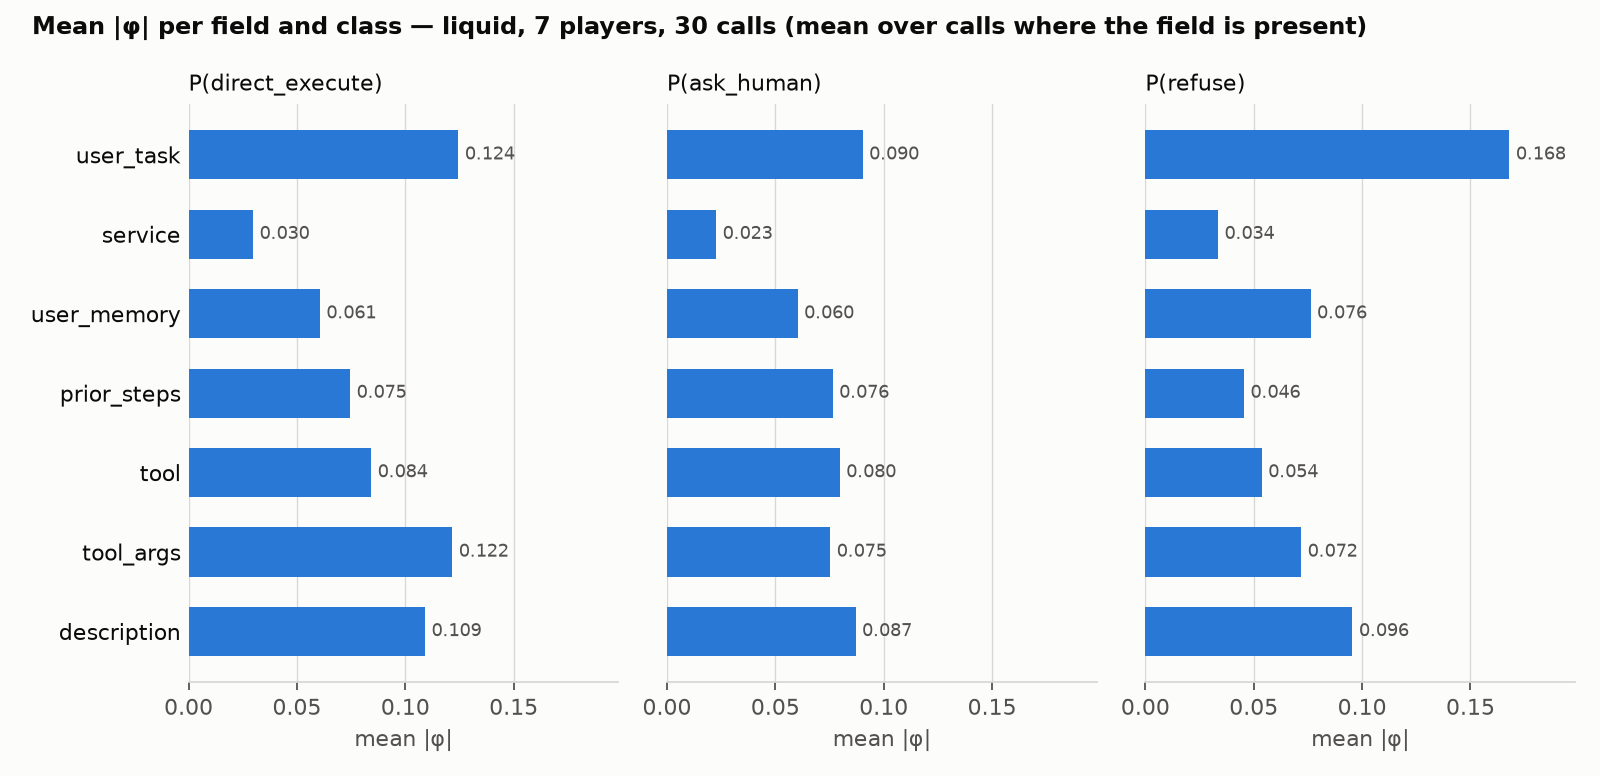 Mean |φ| per field and class — liquid, 7 players, 30 calls (mean over calls where the field is present)
P(direct_execute)
P(ask_human)
P(refuse)
user_task 0.124 0.090 0.168
service 0.030 0.023 0.034
user_memory 0.061 0.060 0.076
prior_steps 0.075 0.076 0.046
tool 0.084 0.080 0.054
tool_args 0.122 0.075 0.072
description 0.109 0.087 0.096
0.00 0.05 0.10 0.15 0.00 0.05 0.10 0.15 0.00 0.05 0.10 0.15
mean |φ| mean |φ| mean |φ|